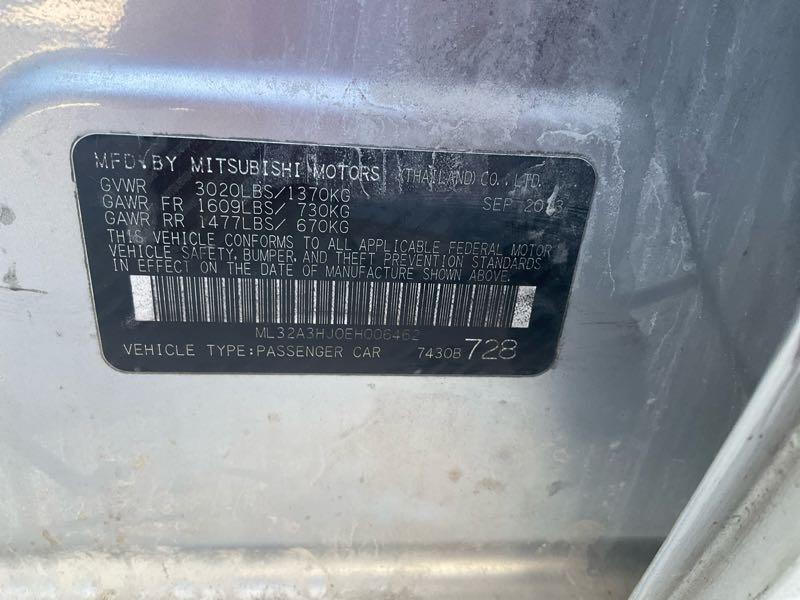 MFD.BY MITSUBISHI MOTORS (THAILAND) CO., LTD.
GVWR 3020LBS/1370KG SEP 2013
GAWR FR 1609LBS/ 730KG
GAWR RR 1477LBS/ 670KG
THIS VEHICLE CONFORMS TO ALL APPLICABLE FEDERAL MOTOR
VEHICLE SAFETY, BUMPER, AND THEFT PREVENTION STANDARDS
IN EFFECT ON THE DATE OF MANUFACTURE SHOWN ABOVE.
ML32A3HJ0EH006462
VEHICLE TYPE:PASSENGER CAR 7430B 728